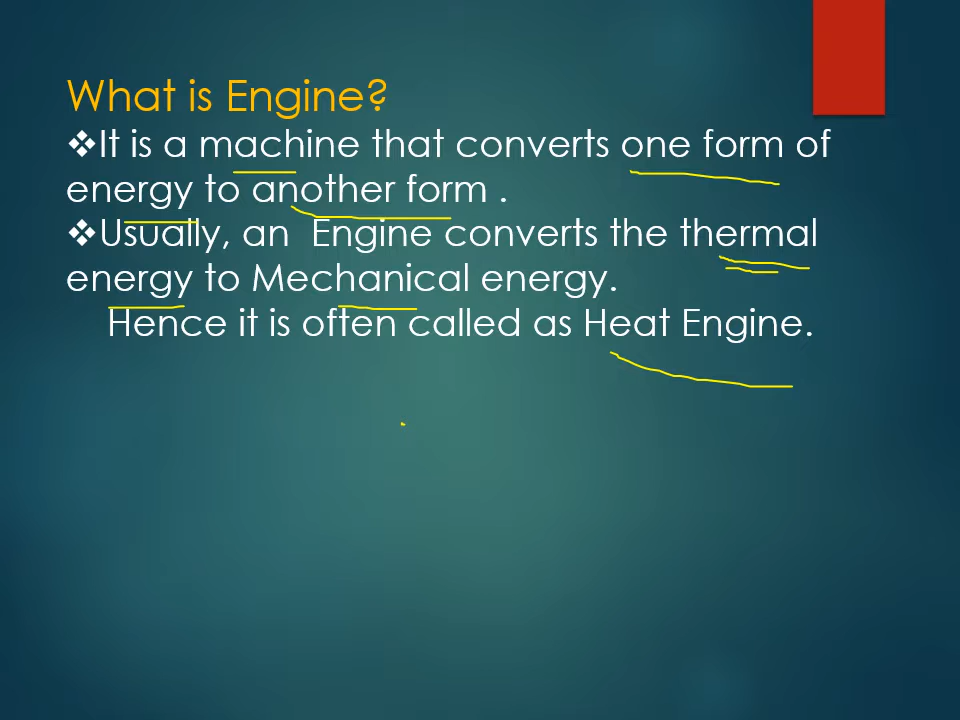 What is Engine?
❖It is a machine that converts one form of
energy to another form .
❖Usually, an  Engine converts the thermal
energy to Mechanical energy.
Hence it is often called as Heat Engine.